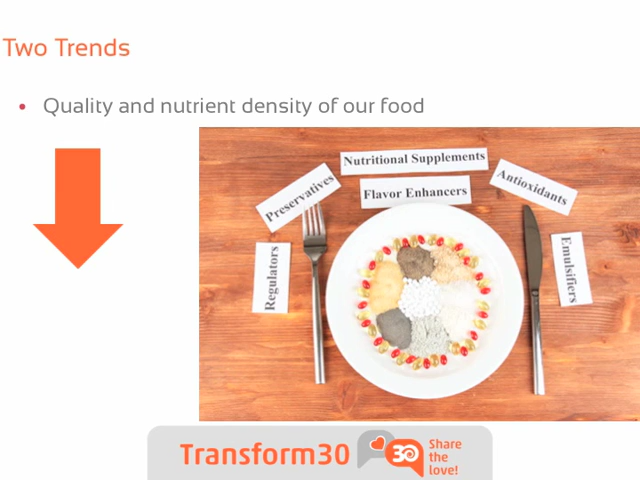 Two Trends
• Quality and nutrient density of our food
Nutritional Supplements
Preservatives
Flavor Enhancers
Antioxidants
Regulators
Emulsifiers
Transform30
30
Share
the
love!